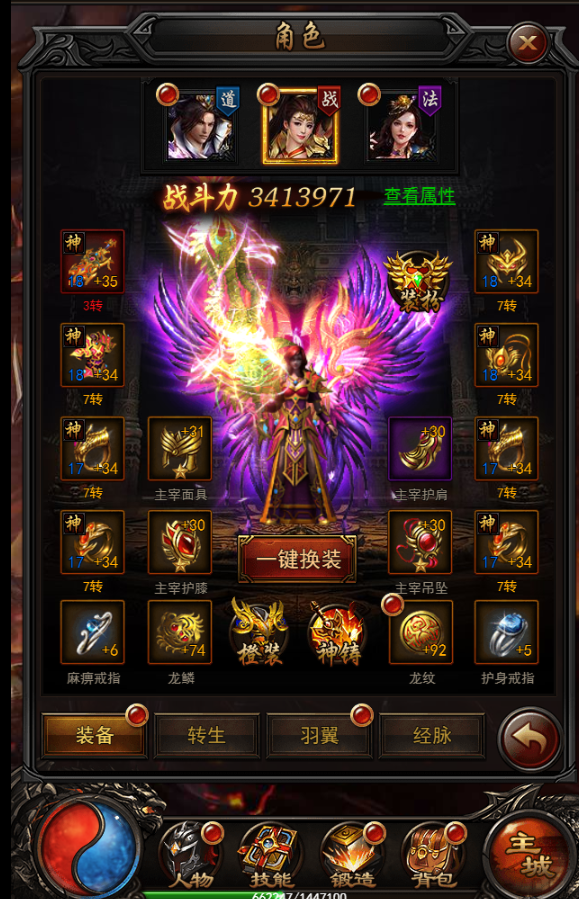 角色
道
战
法
战斗力 3413971 查看属性
神
18 +35
3转
装扮
神
18 +34
7转
神
18 +34
7转
神
18 +34
7转
神
17 +34
7转
+31
主宰面具
+30
主宰护肩
神
17 +34
7转
神
17 +34
7转
+30
主宰护膝
一键换装
+30
主宰吊坠
神
17 +34
7转
+6
麻痹戒指
+74
龙鳞
橙装
神铸
+92
龙纹
+5
护身戒指
装备
转生
羽翼
经脉
人物
技能
锻造
背包
主城
662247/1447100